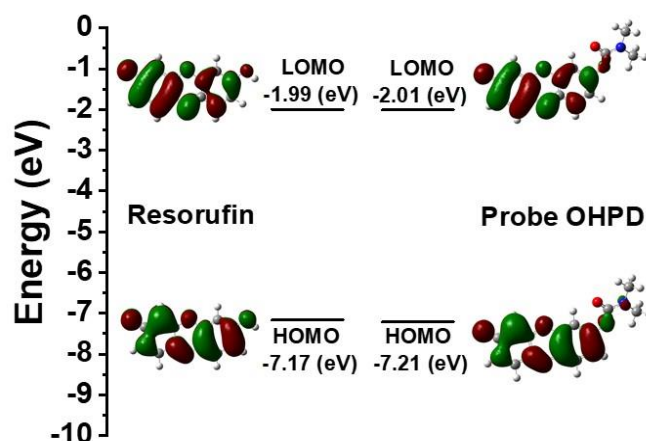 Energy (eV)
0
-1
-2
-3
-4
-5
-6
-7
-8
-9
-10
LOMO
-1.99 (eV)
LOMO
-2.01 (eV)
Resorufin
Probe OHPD
HOMO
-7.17 (eV)
HOMO
-7.21 (eV)